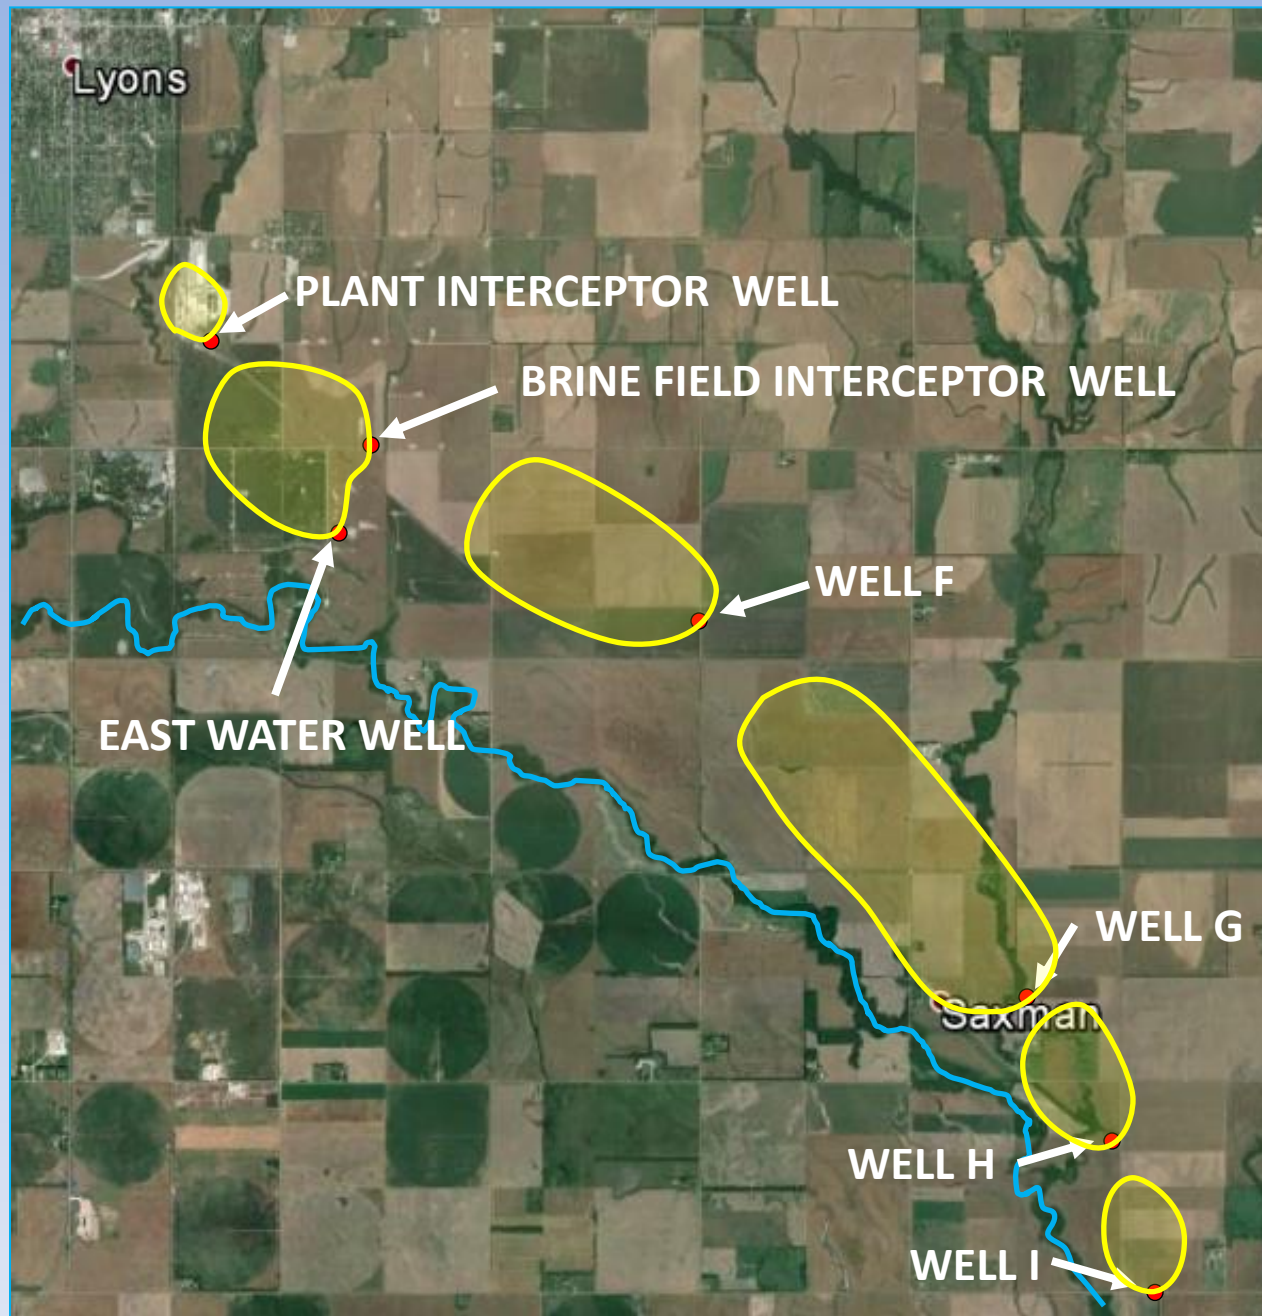 Lyons
PLANT INTERCEPTOR WELL
BRINE FIELD INTERCEPTOR WELL
WELL F
EAST WATER WELL
WELL G
Saxman
WELL H
WELL I